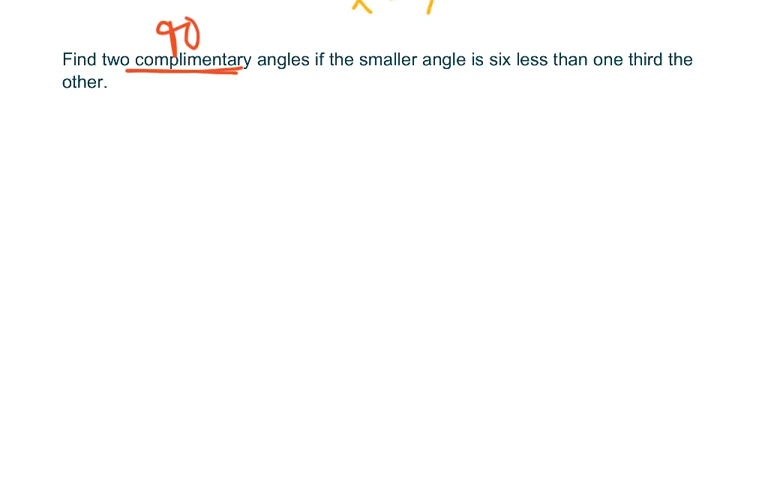 90
Find two complimentary angles if the smaller angle is six less than one third the
other.